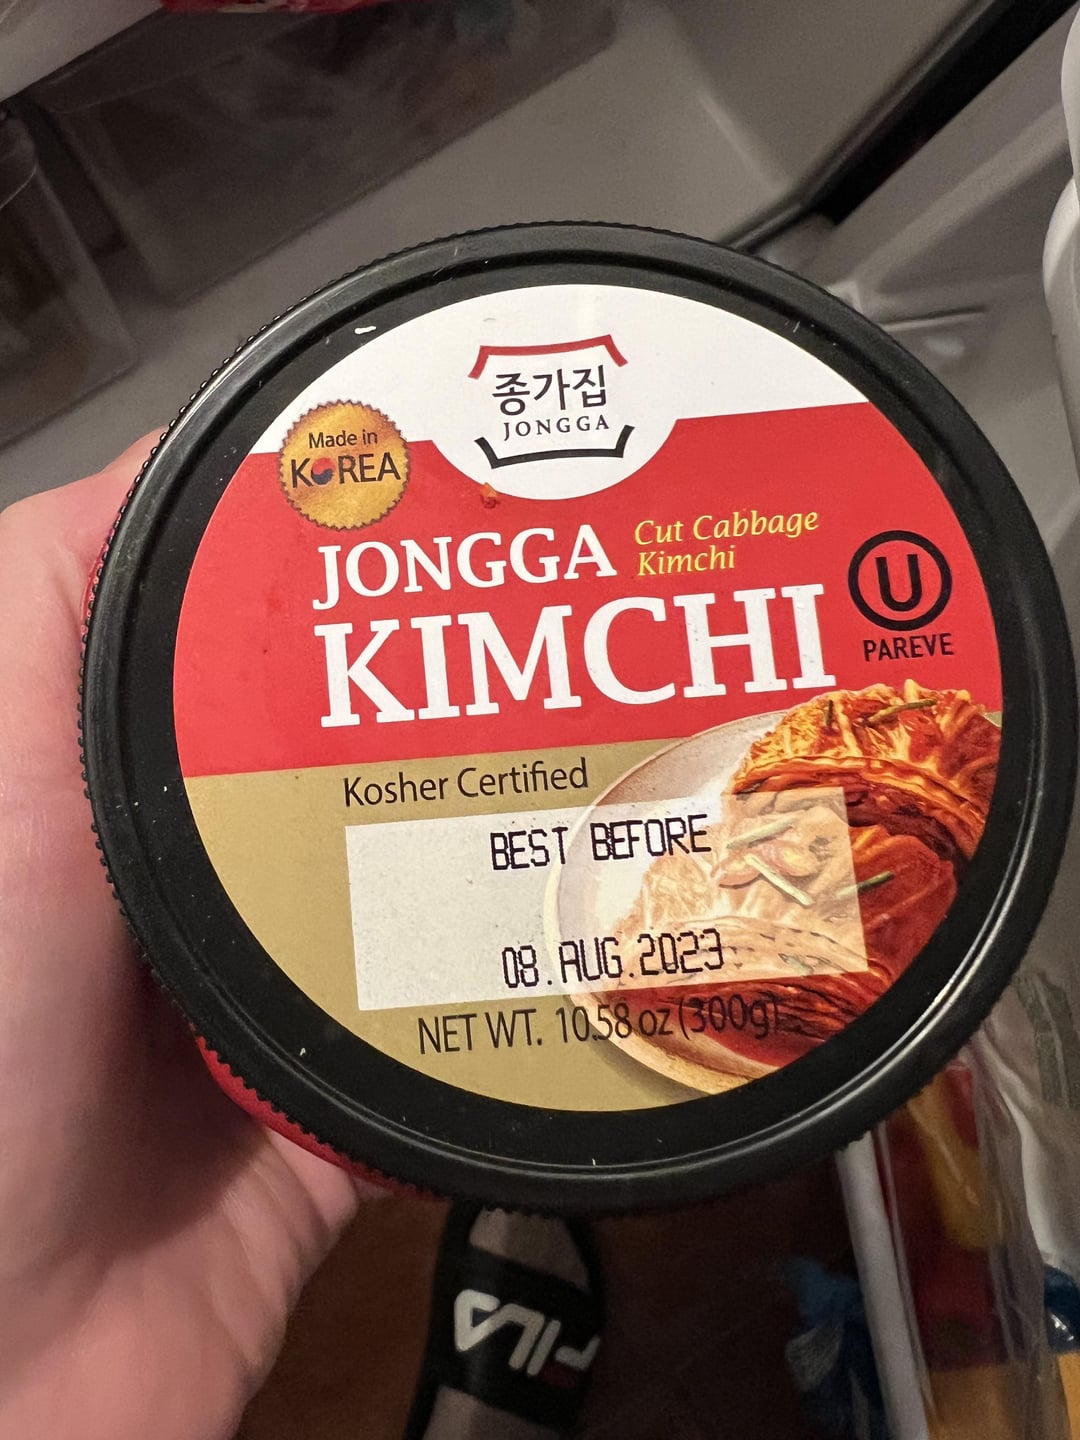 종가집
JONGGA
Made in
KOREA
JONGGA
Cut Cabbage
Kimchi
KIMCHI
U
PAREVE
Kosher Certified
BEST BEFORE
08.AUG.2023
NET WT. 10.58 oz (300g)
FILA